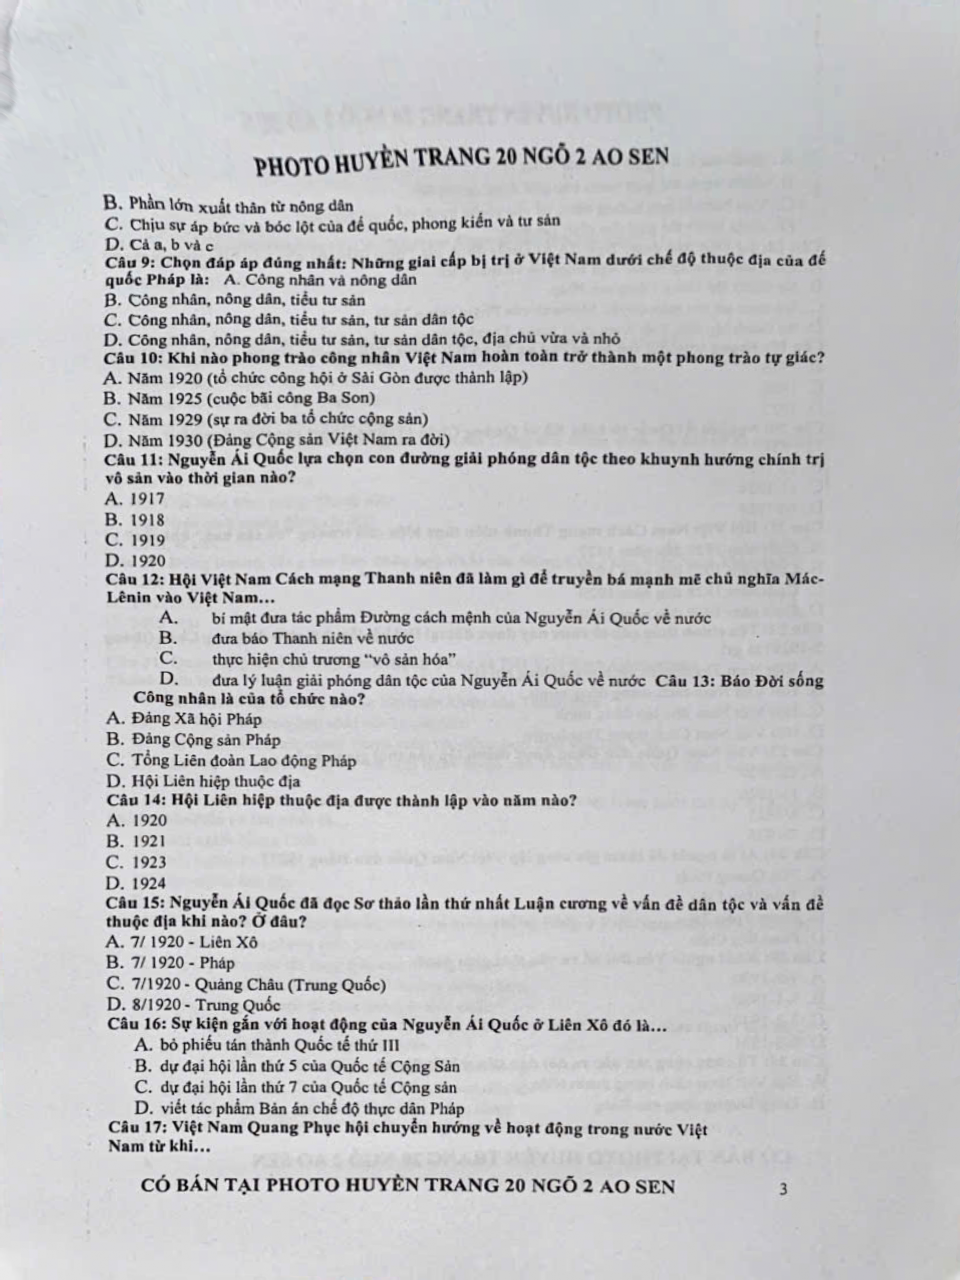 PHOTO HUYỀN TRANG 20 NGÕ 2 AO SEN
B. Phần lớn xuất thân từ nông dân
C. Chịu sự áp bức và bóc lột của đế quốc, phong kiến và tư sản
D. Cả a, b và c
Câu 9: Chọn đáp áp đúng nhất: Những giai cấp bị trị ở Việt Nam dưới chế độ thuộc địa của đế
quốc Pháp là: A. Công nhân và nông dân
B. Công nhân, nông dân, tiểu tư sản
C. Công nhân, nông dân, tiểu tư sản, tư sản dân tộc
D. Công nhân, nông dân, tiểu tư sản, tư sản dân tộc, địa chủ vừa và nhỏ
Câu 10: Khi nào phong trào công nhân Việt Nam hoàn toàn trở thành một phong trào tự giác?
A. Năm 1920 (tổ chức công hội ở Sài Gòn được thành lập)
B. Năm 1925 (cuộc bãi công Ba Son)
C. Năm 1929 (sự ra đời ba tổ chức cộng sản)
D. Năm 1930 (Đảng Cộng sản Việt Nam ra đời)
Câu 11: Nguyễn Ái Quốc lựa chọn con đường giải phóng dân tộc theo khuynh hướng chính trị
vô sản vào thời gian nào?
A. 1917
B. 1918
C. 1919
D. 1920
Câu 12: Hội Việt Nam Cách mạng Thanh niên đã làm gì để truyền bá mạnh mẽ chủ nghĩa Mác-
Lênin vào Việt Nam...
A. bí mật đưa tác phẩm Đường cách mệnh của Nguyễn Ái Quốc về nước
B. đưa báo Thanh niên về nước
C. thực hiện chủ trương “vô sản hóa”
D. đưa lý luận giải phóng dân tộc của Nguyễn Ái Quốc về nước Câu 13: Báo Đời sống
Công nhân là của tổ chức nào?
A. Đảng Xã hội Pháp
B. Đảng Cộng sản Pháp
C. Tổng Liên đoàn Lao động Pháp
D. Hội Liên hiệp thuộc địa
Câu 14: Hội Liên hiệp thuộc địa được thành lập vào năm nào?
A. 1920
B. 1921
C. 1923
D. 1924
Câu 15: Nguyễn Ái Quốc đã đọc Sơ thảo lần thứ nhất Luận cương về vấn đề dân tộc và vấn đề
thuộc địa khi nào? Ở đâu?
A. 7/ 1920 - Liên Xô
B. 7/ 1920 - Pháp
C. 7/1920 - Quảng Châu (Trung Quốc)
D. 8/1920 - Trung Quốc
Câu 16: Sự kiện gắn với hoạt động của Nguyễn Ái Quốc ở Liên Xô đó là...
A. bỏ phiếu tán thành Quốc tế thứ III
B. dự đại hội lần thứ 5 của Quốc tế Cộng Sản
C. dự đại hội lần thứ 7 của Quốc tế Cộng sản
D. viết tác phẩm Bản án chế độ thực dân Pháp
Câu 17: Việt Nam Quang Phục hội chuyển hướng về hoạt động trong nước Việt
Nam từ khi...
CÓ BÁN TẠI PHOTO HUYỀN TRANG 20 NGÕ 2 AO SEN 3